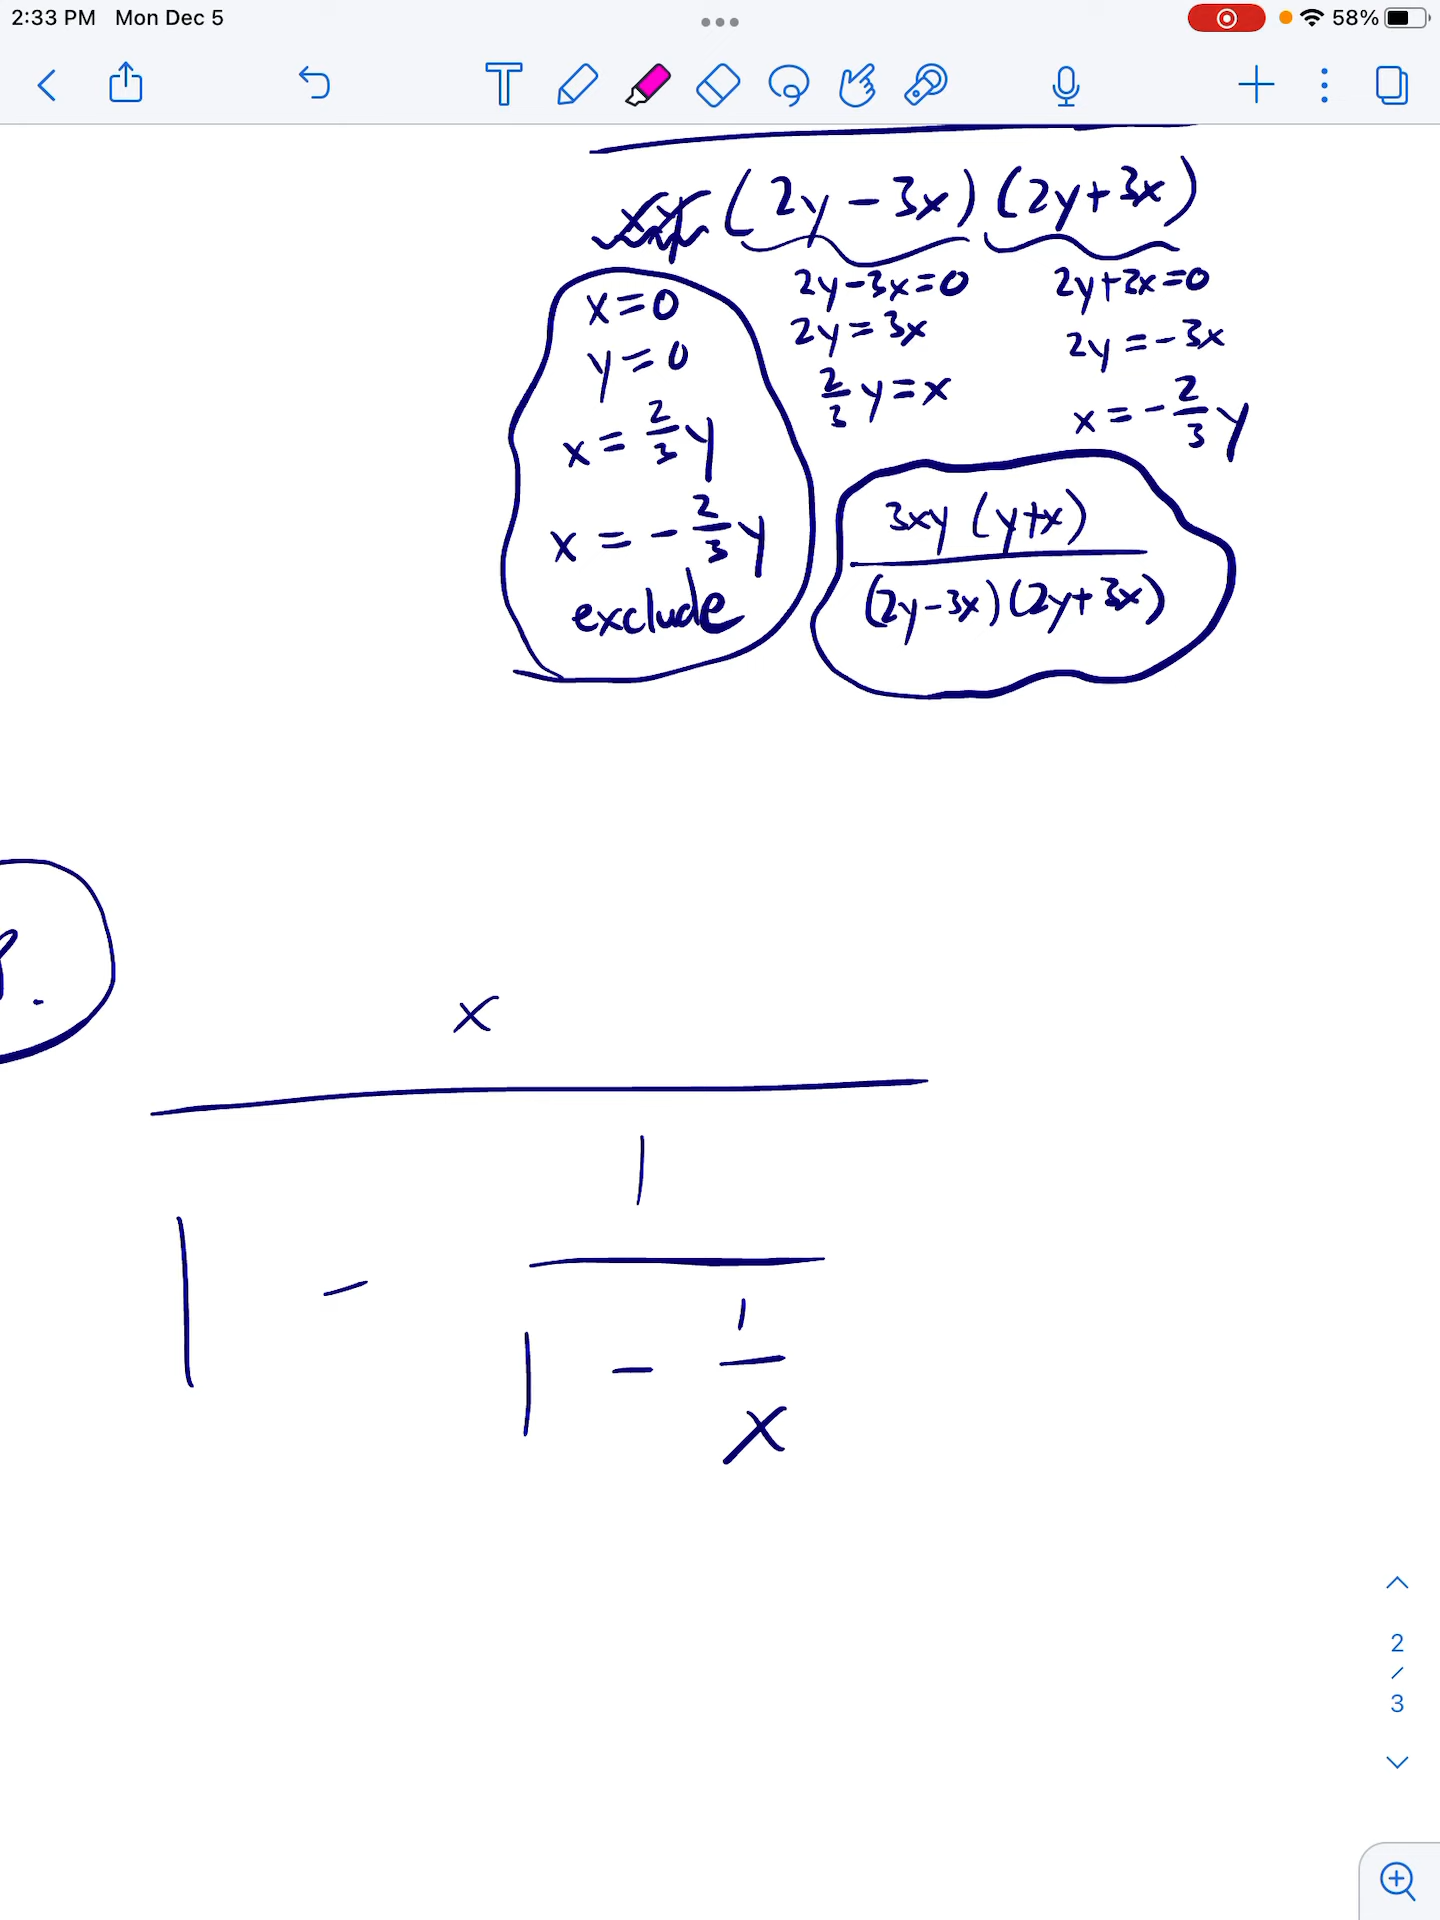 2:33 PM Mon Dec 5
58%
T
xy (2y-3x)(2y+3x)
x=0
y=0
x=2/3 y
x=-2/3 y
exclude
2y-3x=0
2y=3x
2/3 y=x
2y+3x=0
2y=-3x
x=-2/3 y
3xy (y+x)
(2y-3x)(2y+3x)
x
1
1 -
1
1 -
x
2
/
3